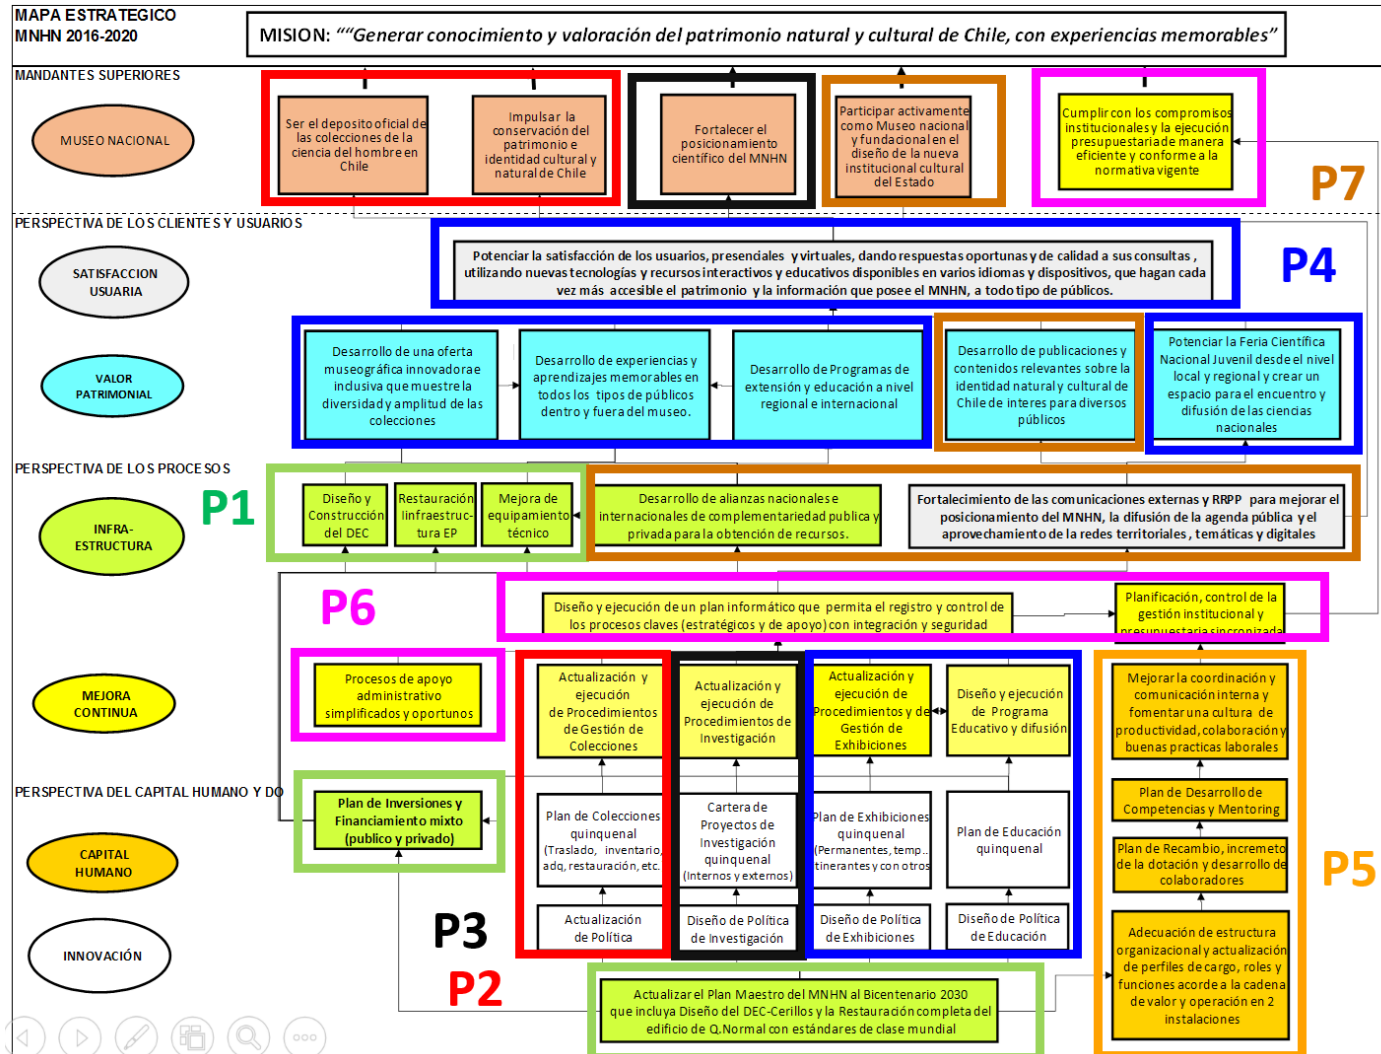 MAPA ESTRATEGICO
MNHN 2016-2020
MISION: ““Generar conocimiento y valoración del patrimonio natural y cultural de Chile, con experiencias memorables”
MANDANTES SUPERIORES
MUSEO NACIONAL
Ser el deposito oficial de
las colecciones de la
ciencia del hombre en
Chile
Impulsar la
conservación del
patrimonio e
identidad cultural y
natural de Chile
Fortalecer el
posicionamiento
científico del MNHN
Participar activamente
como Museo nacional
y fundacional en el
diseño de la nueva
institucional cultural
del Estado
Cumplir con los compromisos
institucionales y la ejecución
presupuestaria de manera
eficiente y conforme a la
normativa vigente
P7
PERSPECTIVA DE LOS CLIENTES Y USUARIOS
SATISFACCION
USUARIA
Potenciar la satisfacción de los usuarios, presenciales y virtuales, dando respuestas oportunas y de calidad a sus consultas ,
utilizando nuevas tecnologías y recursos interactivos y educativos disponibles en varios idiomas y dispositivos, que hagan cada
vez más accesible el patrimonio y la información que posee el MNHN, a todo tipo de públicos.
P4
VALOR
PATRIMONIAL
Desarrollo de una oferta
museográfica innovadora e
inclusiva que muestre la
diversidad y amplitud de las
colecciones
Desarrollo de experiencias y
aprendizajes memorables en
todos los tipos de públicos
dentro y fuera del museo.
Desarrollo de Programas de
extensión y educación a nivel
regional e internacional
Desarrollo de publicaciones y
contenidos relevantes sobre la
identidad natural y cultural de
Chile de interes para diversos
públicos
Potenciar la Feria Científica
Nacional Juvenil desde el nivel
local y regional y crear un
espacio para el encuentro y
difusión de las ciencias
nacionales
PERSPECTIVA DE LOS PROCESOS
P1
INFRA-
ESTRUCTURA
Diseño y
Construcción
del DEC
Restauración
Iinfraestruc-
tura EP
Mejora de
equipamiento
técnico
Desarrollo de alianzas nacionales e
internacionales de complementariedad publica y
privada para la obtención de recursos.
Fortalecimiento de las comunicaciones externas y RRPP para mejorar el
posicionamiento del MNHN, la difusión de la agenda pública y el
aprovechamiento de la redes territoriales , temáticas y digitales
P6
Diseño y ejecución de un plan informático que permita el registro y control de
los procesos claves (estratégicos y de apoyo) con integración y seguridad
Planificación, control de la
gestión institucional y
presupuestaria sincronizada
MEJORA
CONTINUA
Procesos de apoyo
administrativo
simplificados y oportunos
Actualización y
ejecución
de Procedimientos
de Gestión de
Colecciones
Actualización y
ejecución de
Procedimientos de
Investigación
Actualización y
ejecución de
Procedimientos y de
Gestión de
Exhibiciones
Diseño y ejecución
de Programa
Educativo y difusión
Mejorar la coordinación y
comunicación interna y
fomentar una cultura de
productividad, colaboración y
buenas practicas laborales
PERSPECTIVA DEL CAPITAL HUMANO Y DO
CAPITAL
HUMANO
Plan de Inversiones y
Financiamiento mixto
(publico y privado)
Plan de Colecciones
quinquenal
(Traslado, inventario,
adq, restauración, etc.
Cartera de
Proyectos de
Investigación
quinquenal
(Internos y externos)
Plan de Exhibiciones
quinquenal
(Permanentes, temp..
itinerantes y con otros
Plan de Educación
quinquenal
Plan de Desarrollo de
Competencias y Mentoring
Plan de Recambio, incremeto
de la dotación y desarrollo de
colaboradores
P5
INNOVACIÓN
P3
P2
Actualización
de Política
Diseño de Política
de Investigación
Diseño de Política
de Exhibiciones
Diseño de Política
de Educación
Adecuación de estructura
organizacional y actualización
de perfiles de cargo, roles y
funciones acorde a la cadena
de valor y operación en 2
instalaciones
Actualizar el Plan Maestro del MNHN al Bicentenario 2030
que incluya Diseño del DEC-Cerillos y la Restauración completa del
edificio de Q.Normal con estándares de clase mundial